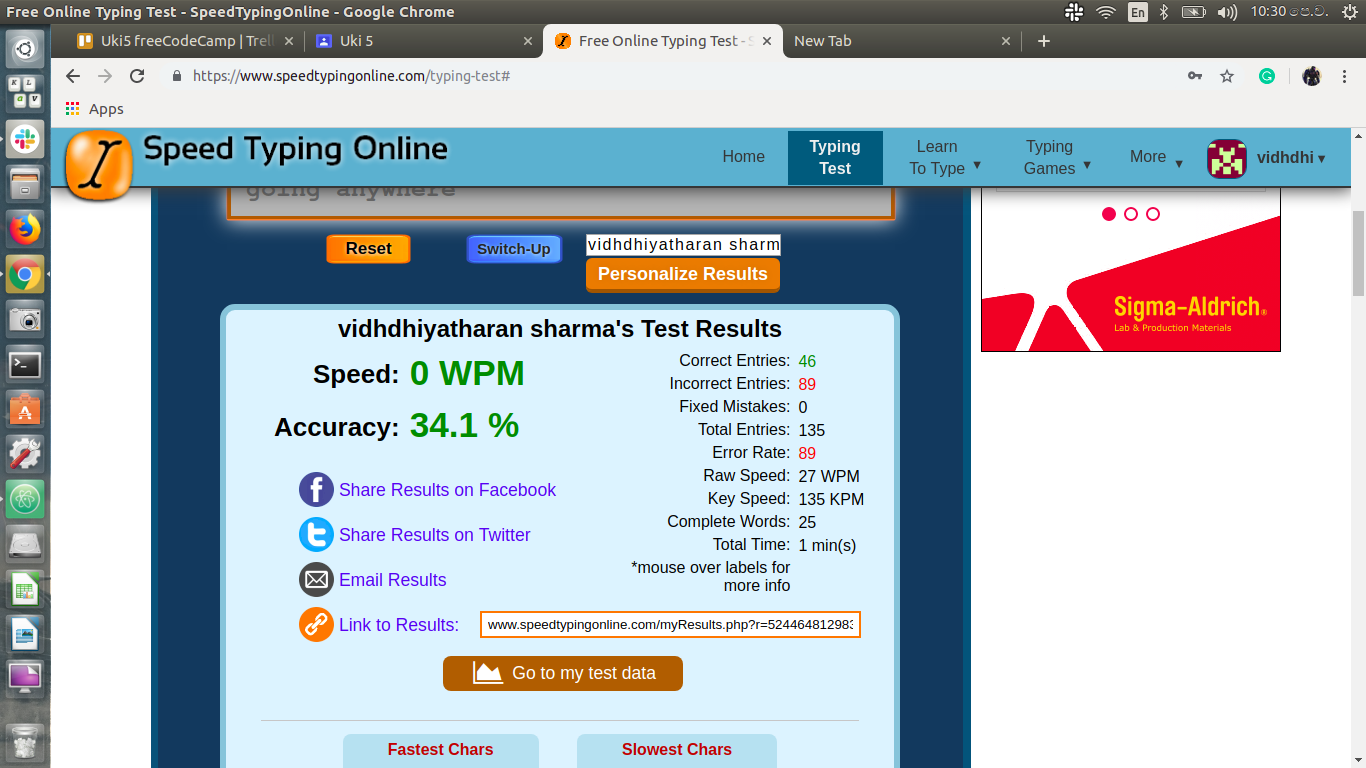 Free Online Typing Test - SpeedTypingOnline - Google Chrome
En
10:30 පෙ.ව.
Uki5 freeCodeCamp | Trell
Uki 5
Free Online Typing Test - S
New Tab
https://www.speedtypingonline.com/typing-test#
Apps
Speed Typing Online
Home
Typing Test
Learn To Type ▼
Typing Games ▼
More ▼
vidhdhi ▾
going anywhere
Reset
Switch-Up
vidhdhiyatharan sharm
Personalize Results
vidhdhiyatharan sharma's Test Results
Speed: 0 WPM
Accuracy: 34.1 %
Share Results on Facebook
Share Results on Twitter
Email Results
Link to Results: www.speedtypingonline.com/myResults.php?r=524464812983
Correct Entries: 46
Incorrect Entries: 89
Fixed Mistakes: 0
Total Entries: 135
Error Rate: 89
Raw Speed: 27 WPM
Key Speed: 135 KPM
Complete Words: 25
Total Time: 1 min(s)
*mouse over labels for
more info
Go to my test data
Fastest Chars
Slowest Chars
Sigma-Aldrich®
Lab & Production Materials